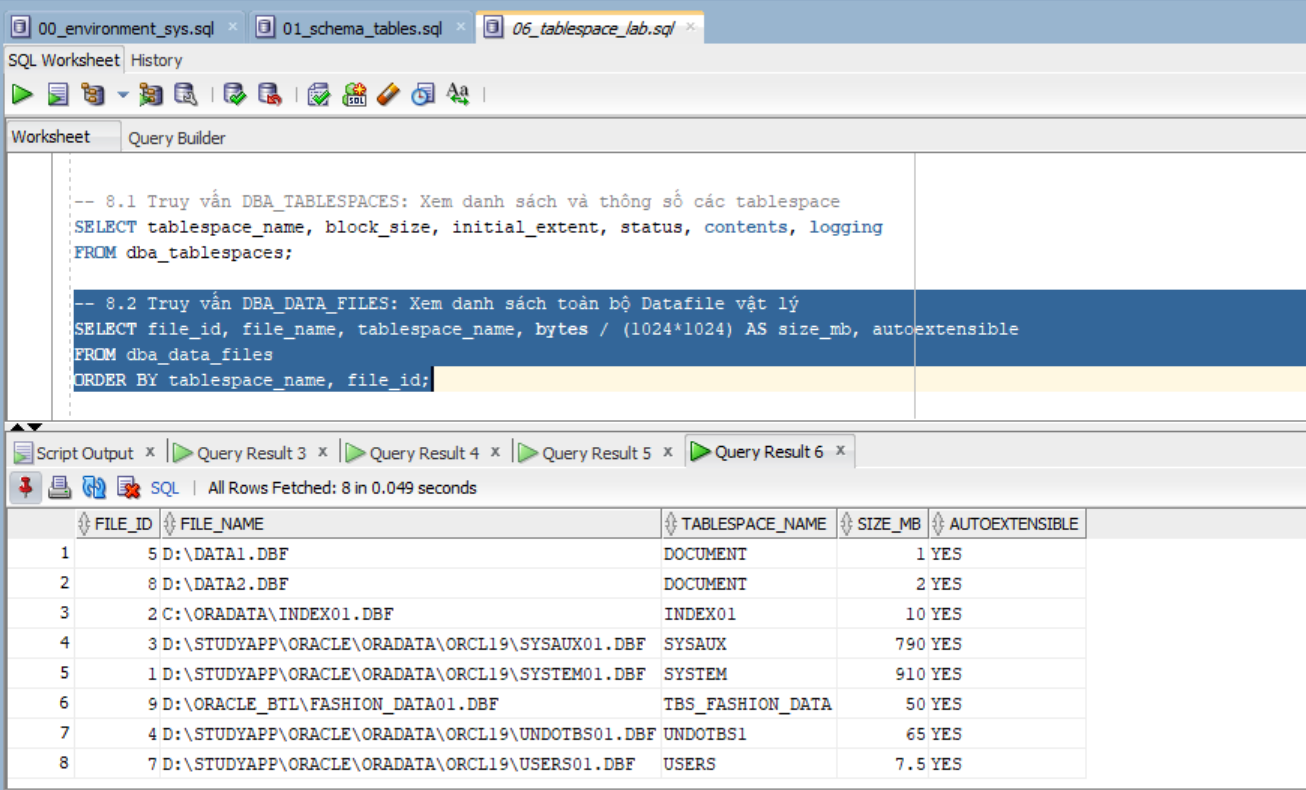 00_environment_sys.sql × 01_schema_tables.sql × 06_tablespace_lab.sql ×
SQL Worksheet History
Worksheet Query Builder
-- 8.1 Truy vấn DBA_TABLESPACES: Xem danh sách và thông số các tablespace
SELECT tablespace_name, block_size, initial_extent, status, contents, logging
FROM dba_tablespaces;
-- 8.2 Truy vấn DBA_DATA_FILES: Xem danh sách toàn bộ Datafile vật lý
SELECT file_id, file_name, tablespace_name, bytes / (1024*1024) AS size_mb, autoextensible
FROM dba_data_files
ORDER BY tablespace_name, file_id;
Script Output × Query Result 3 × Query Result 4 × Query Result 5 × Query Result 6 ×
SQL | All Rows Fetched: 8 in 0.049 seconds
FILE_ID FILE_NAME TABLESPACE_NAME SIZE_MB AUTOEXTENSIBLE
1 5 D:\DATA1.DBF DOCUMENT 1 YES
2 8 D:\DATA2.DBF DOCUMENT 2 YES
3 2 C:\ORADATA\INDEX01.DBF INDEX01 10 YES
4 3 D:\STUDYAPP\ORACLE\ORADATA\ORCL19\SYSAUX01.DBF SYSAUX 790 YES
5 1 D:\STUDYAPP\ORACLE\ORADATA\ORCL19\SYSTEM01.DBF SYSTEM 910 YES
6 9 D:\ORACLE_BTL\FASHION_DATA01.DBF TBS_FASHION_DATA 50 YES
7 4 D:\STUDYAPP\ORACLE\ORADATA\ORCL19\UNDOTBS01.DBF UNDOTBS1 65 YES
8 7 D:\STUDYAPP\ORACLE\ORADATA\ORCL19\USERS01.DBF USERS 7.5 YES